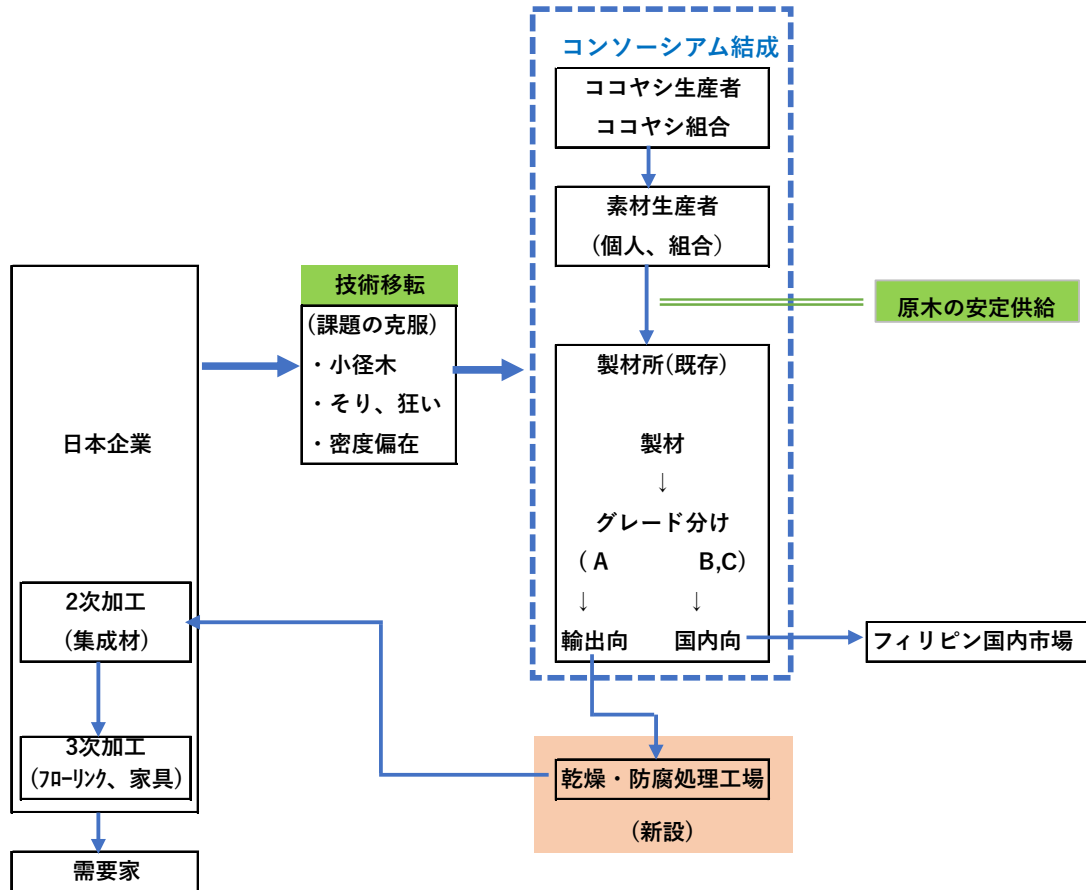 コンソーシアム結成
ココヤシ生産者
ココヤシ組合
素材生産者
(個人、組合)
技術移転
(課題の克服)
・小径木
・そり、狂い
・密度偏在
原木の安定供給
製材所(既存)
製材
↓
グレード分け
( A B,C)
↓ ↓
輸出向 国内向
フィリピン国内市場
日本企業
2次加工
(集成材)
3次加工
(ﾌﾛｰﾘﾝｸ、家具)
乾燥・防腐処理工場
(新設)
需要家